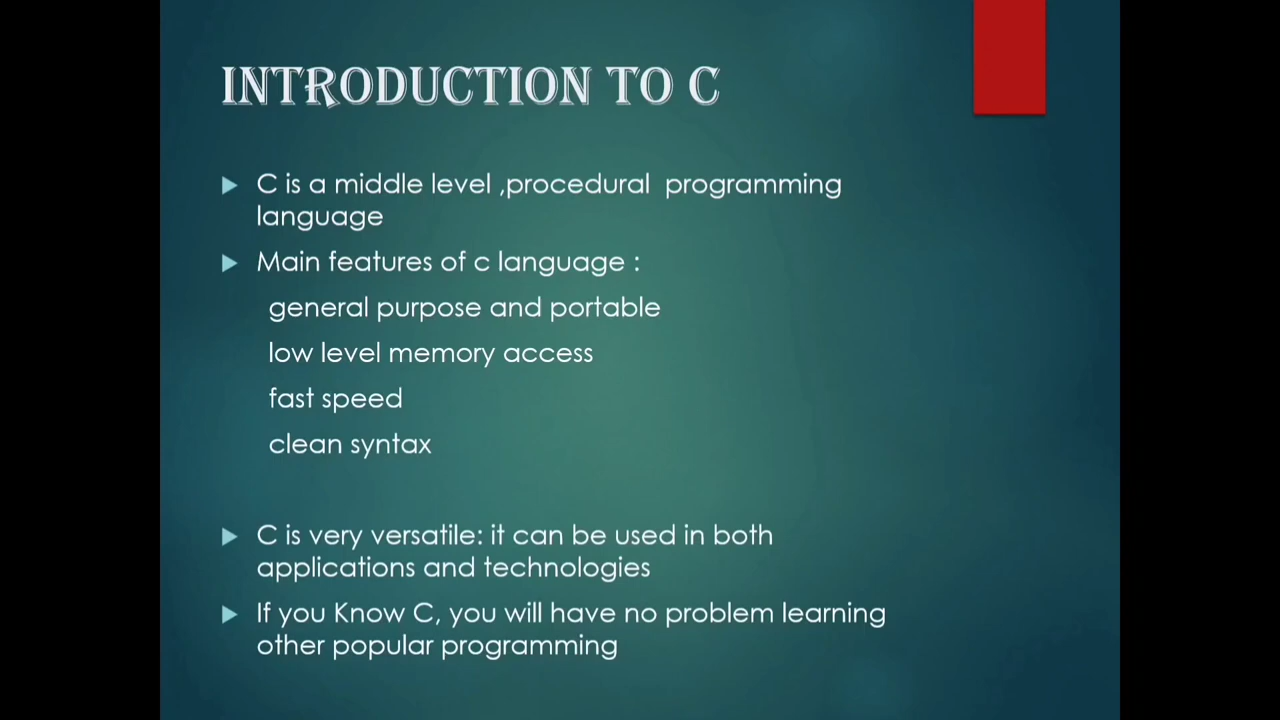 INTRODUCTION TO C
C is a middle level ,procedural  programming
language
Main features of c language :
general purpose and portable
low level memory access
fast speed
clean syntax
C is very versatile: it can be used in both
applications and technologies
If you Know C, you will have no problem learning
other popular programming